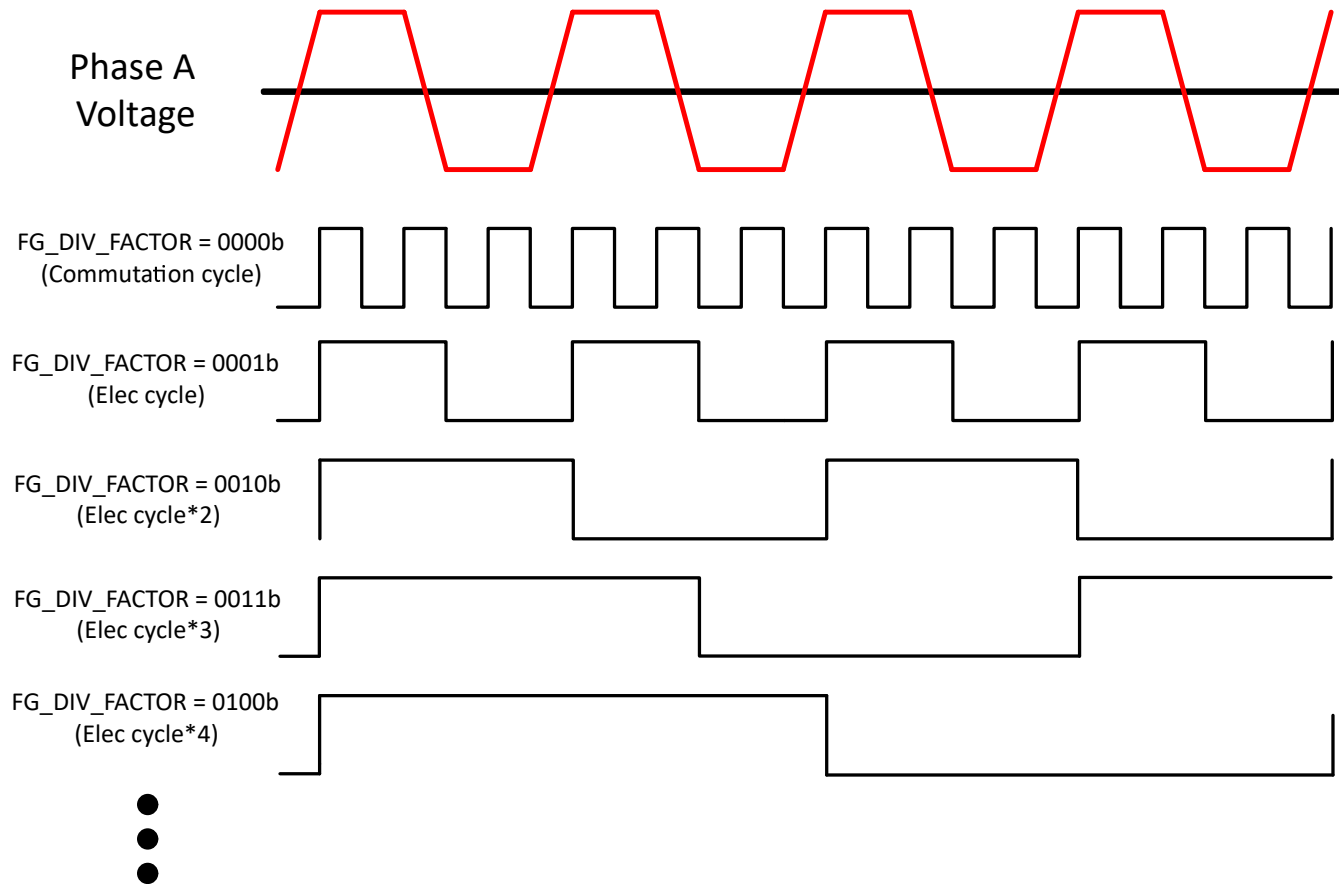 Phase A
Voltage
FG_DIV_FACTOR = 0000b
(Commutation cycle)
FG_DIV_FACTOR = 0001b
(Elec cycle)
FG_DIV_FACTOR = 0010b
(Elec cycle*2)
FG_DIV_FACTOR = 0011b
(Elec cycle*3)
FG_DIV_FACTOR = 0100b
(Elec cycle*4)